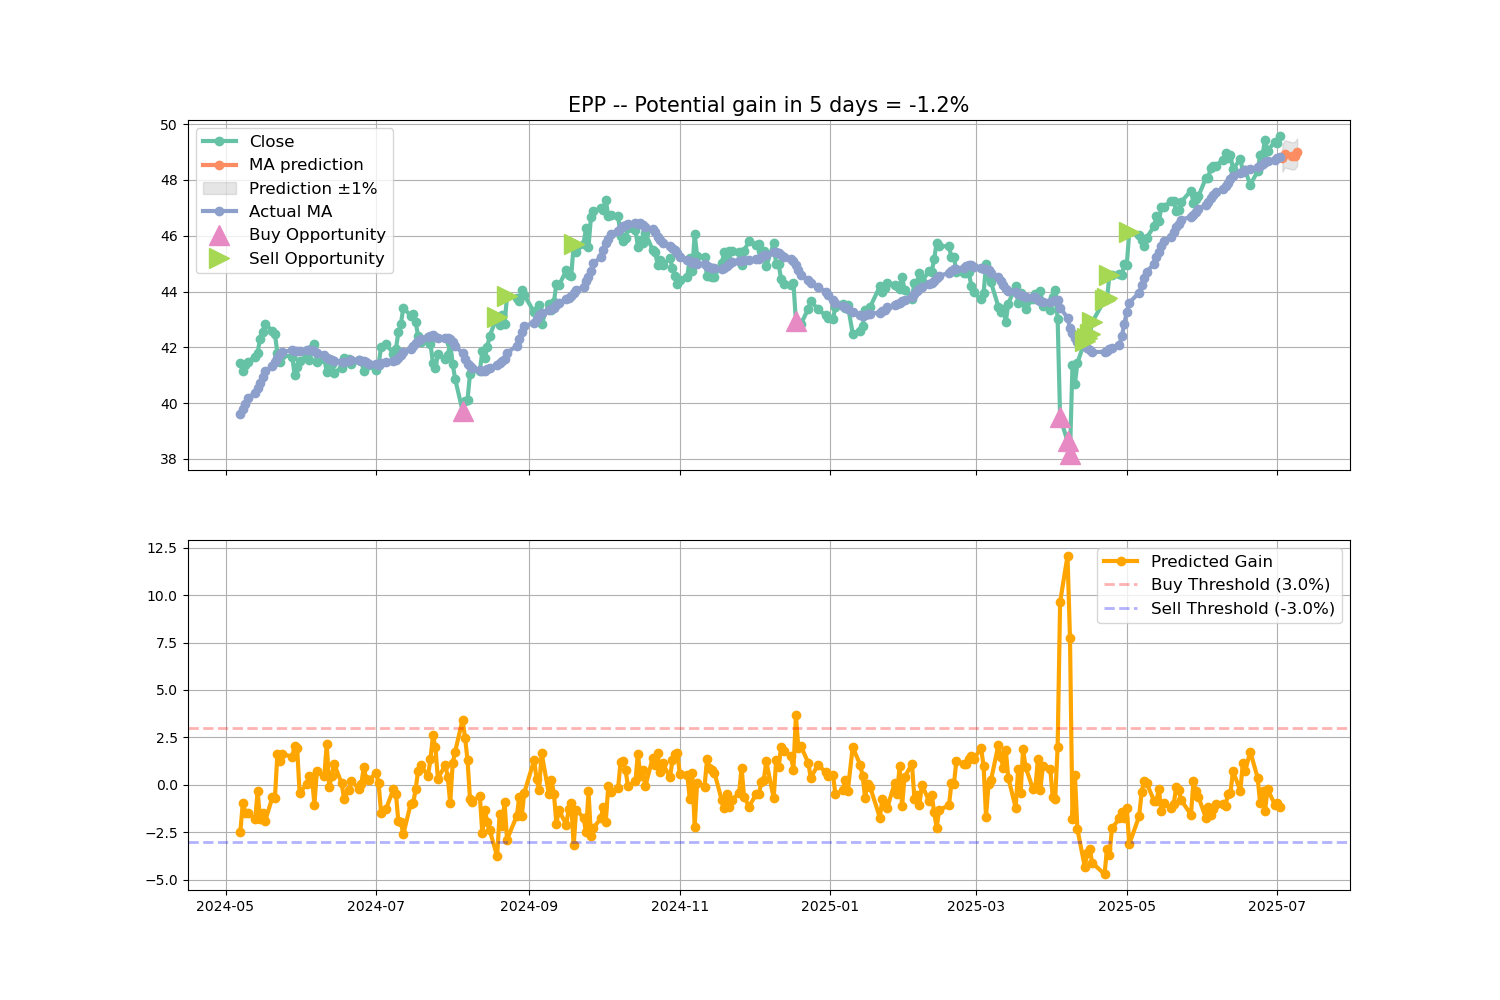 EPP -- Potential gain in 5 days = -1.2%
50
48
46
44
42
40
38
Close
MA prediction
Prediction ±1%
Actual MA
Buy Opportunity
Sell Opportunity
12.5
10.0
7.5
5.0
2.5
0.0
−2.5
−5.0
Predicted Gain
Buy Threshold (3.0%)
Sell Threshold (-3.0%)
2024-05
2024-07
2024-09
2024-11
2025-01
2025-03
2025-05
2025-07